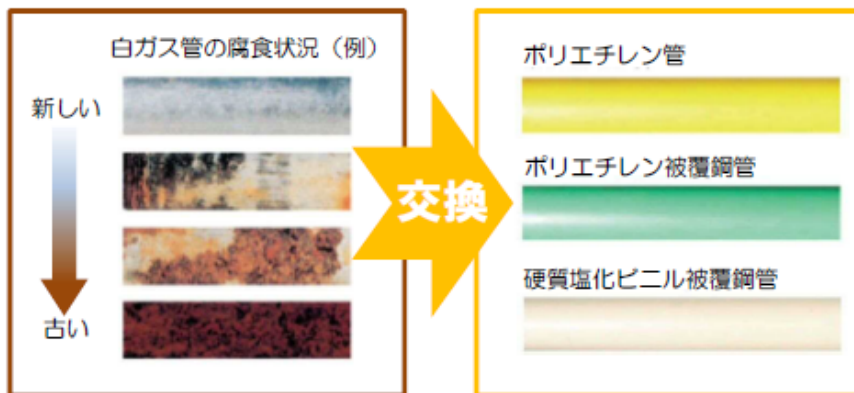 白ガス管の腐食状況（例）
新しい
古い
交換
ポリエチレン管
ポリエチレン被覆鋼管
硬質塩化ビニル被覆鋼管